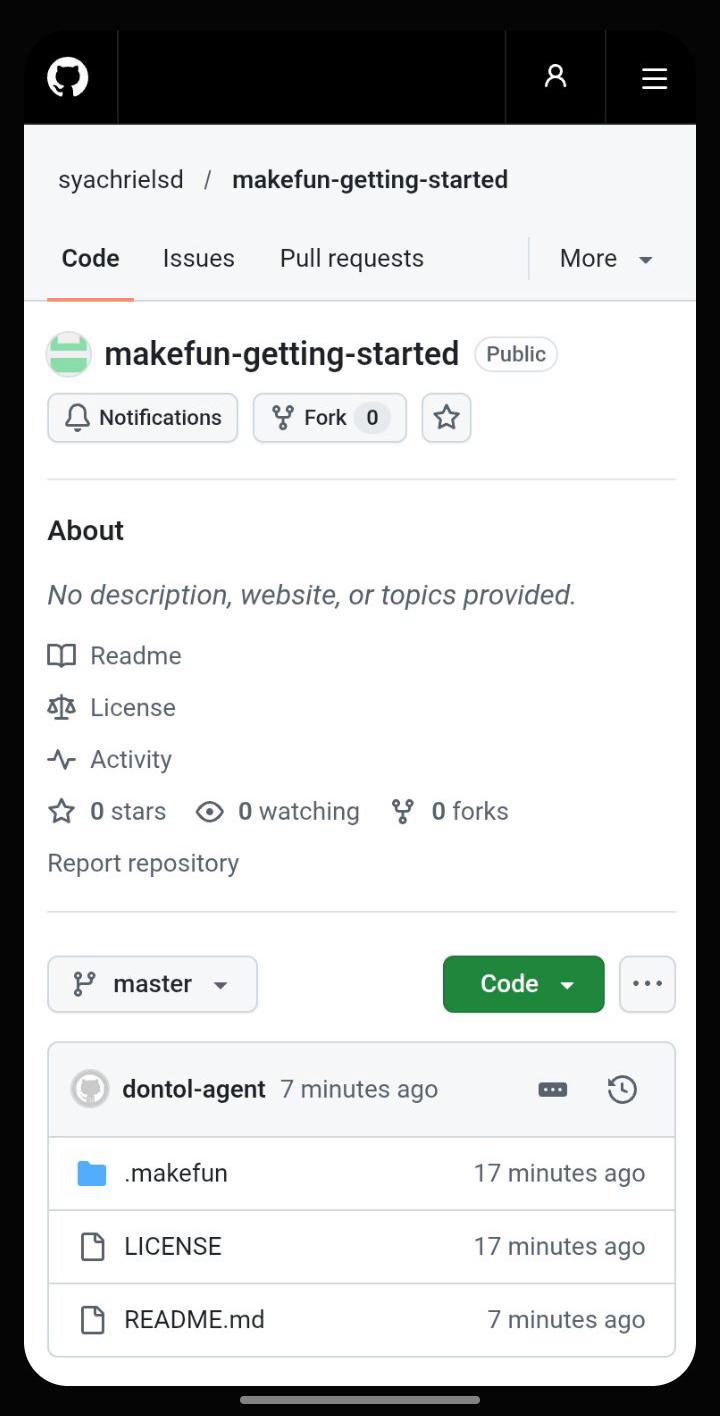 syachrielsd / makefun-getting-started
Code Issues Pull requests More
makefun-getting-started Public
Notifications Fork 0
About
No description, website, or topics provided.
Readme
License
Activity
0 stars 0 watching 0 forks
Report repository
master Code
dontol-agent 7 minutes ago
.makefun 17 minutes ago
LICENSE 17 minutes ago
README.md 7 minutes ago